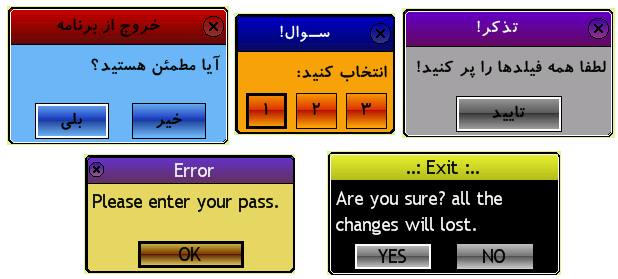 خروج از برنامه
آیا مطمئن هستید؟
خیر
بلی
ســوال!
انتخاب کنید:
۱ ۲ ۳
تذکر!
لطفا همه فیلدها را پر کنید!
تایید
Error
Please enter your pass.
OK
..: Exit :..
Are you sure? all the
changes will lost.
YES NO